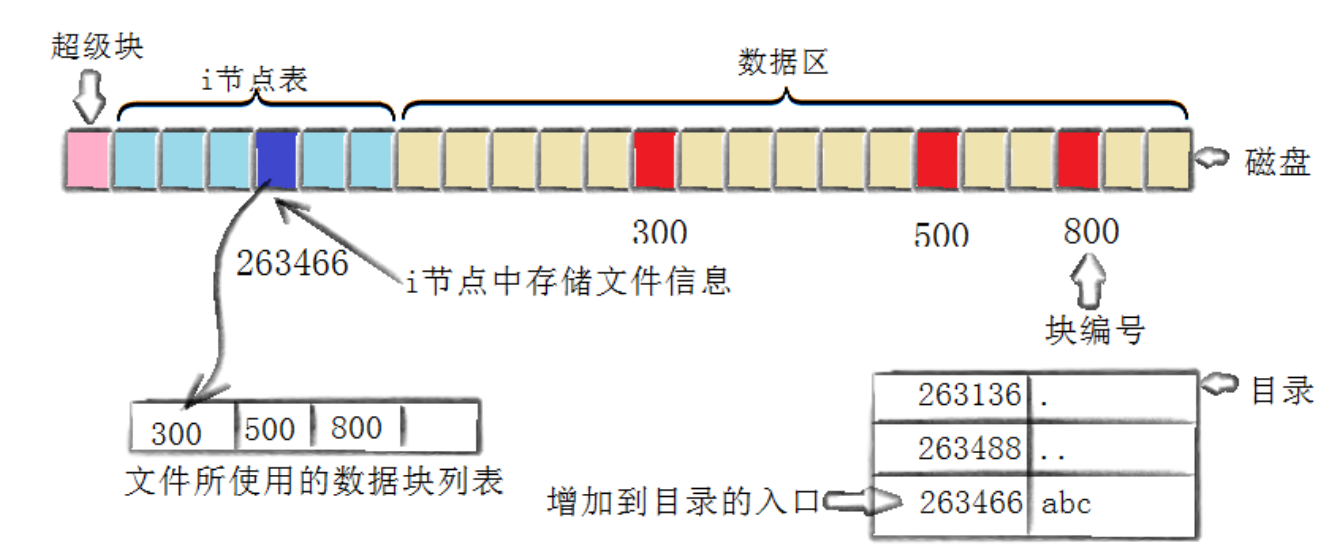 超级块
i节点表
数据区
磁盘
300
500
800
263466
i节点中存储文件信息
块编号
263136 .
目录
300 500 800
263488 ..
文件所使用的数据块列表
增加到目录的入口
263466 abc